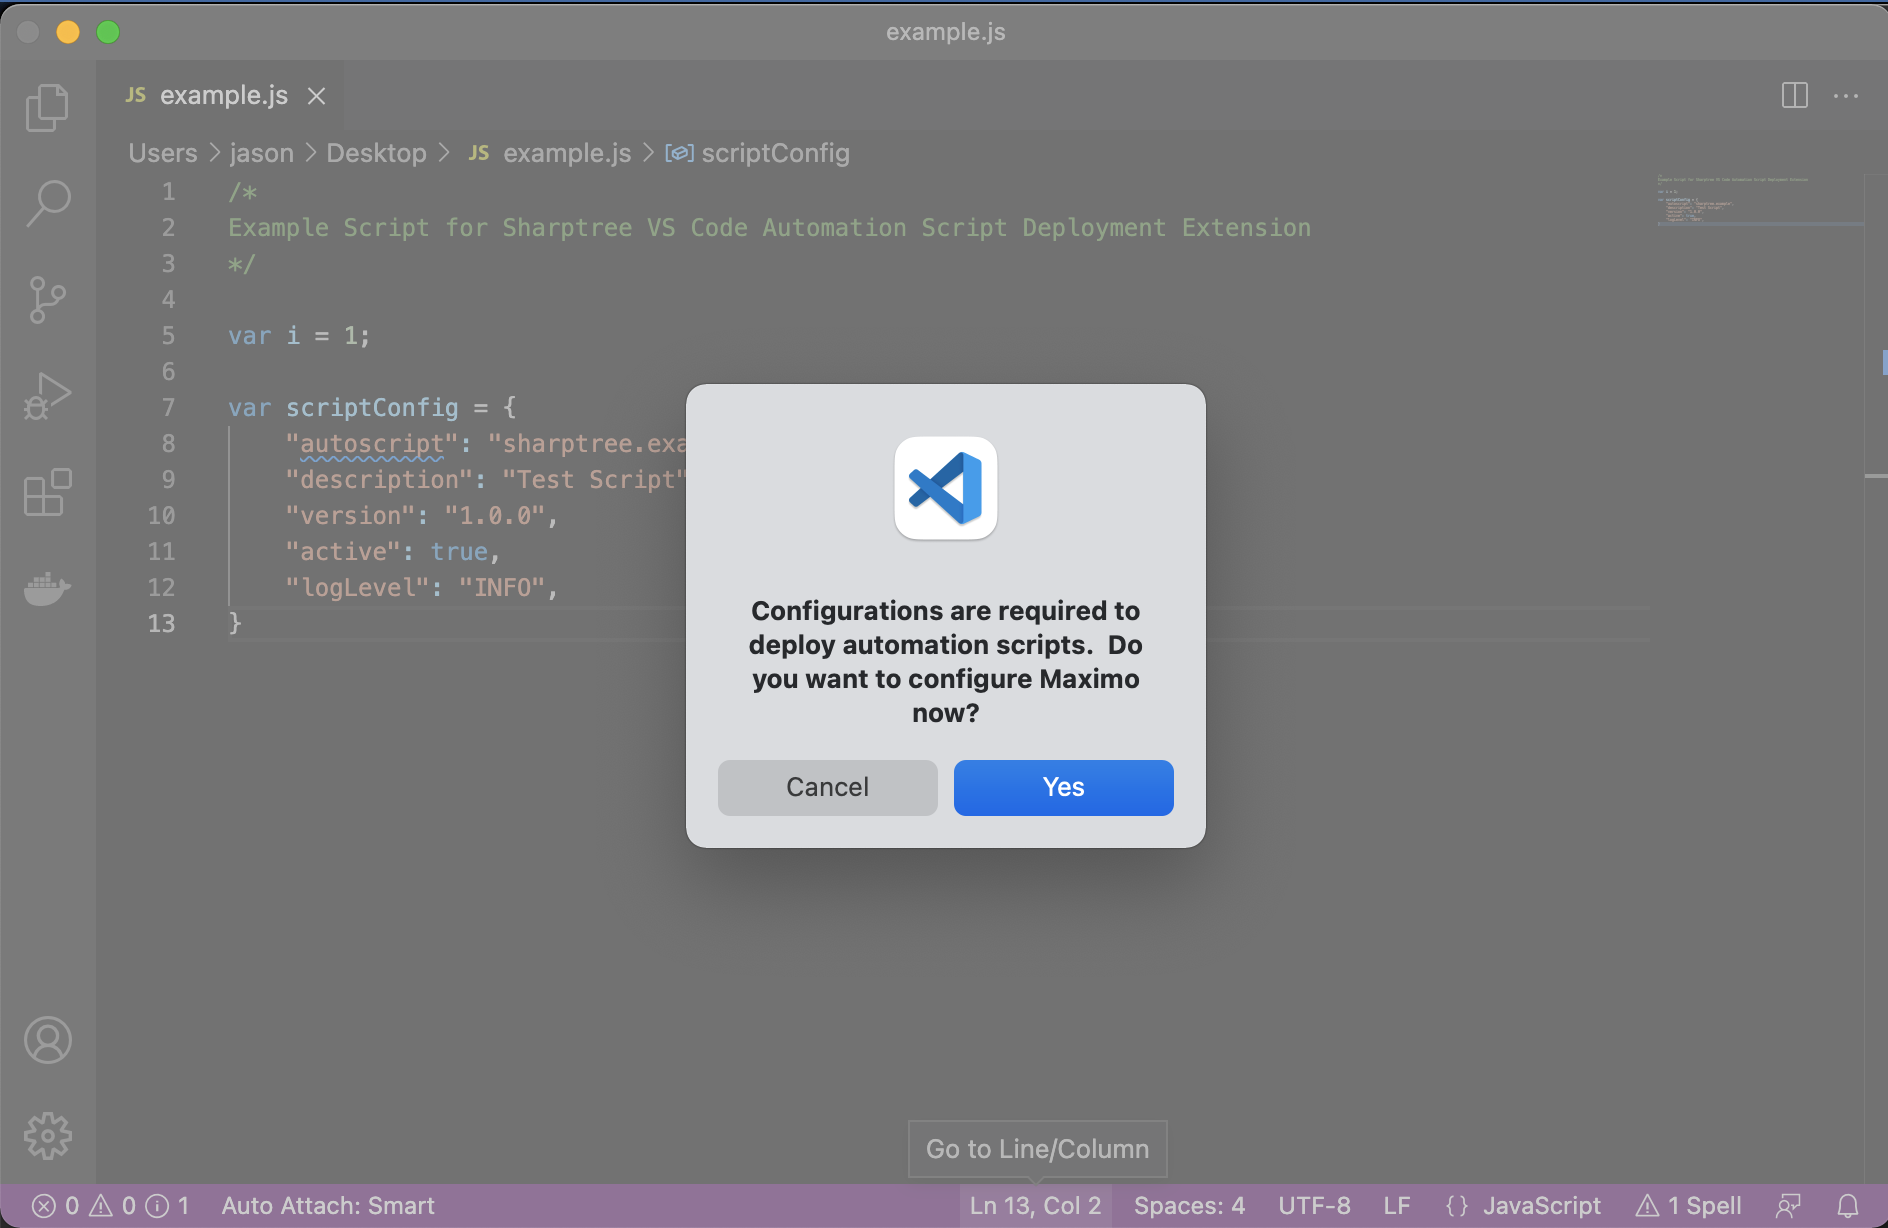 example.js
JS example.js
Users > jason > Desktop > JS example.js > scriptConfig
1 /*
2 Example Script for Sharptree VS Code Automation Script Deployment Extension
3 */
4
5 var i = 1;
6
7 var scriptConfig = {
8 "autoscript": "sharptree.exa
9 "description": "Test Script"
10 "version": "1.0.0",
11 "active": true,
12 "logLevel": "INFO",
13 }
Configurations are required to
deploy automation scripts.  Do
you want to configure Maximo
now?
Cancel Yes
Go to Line/Column
0 0 1 Auto Attach: Smart Ln 13, Col 2 Spaces: 4 UTF-8 LF {} JavaScript 1 Spell